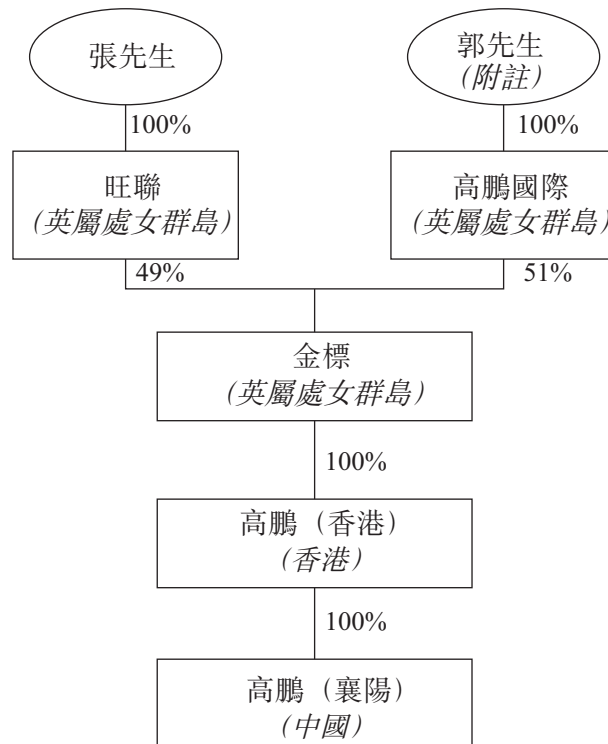 張先生
郭先生
(附註)
100%
100%
旺聯
(英屬處女群島)
高鵬國際
(英屬處女群島)
49%
51%
金標
(英屬處女群島)
100%
高鵬（香港）
(香港)
100%
高鵬（襄陽）
(中國)